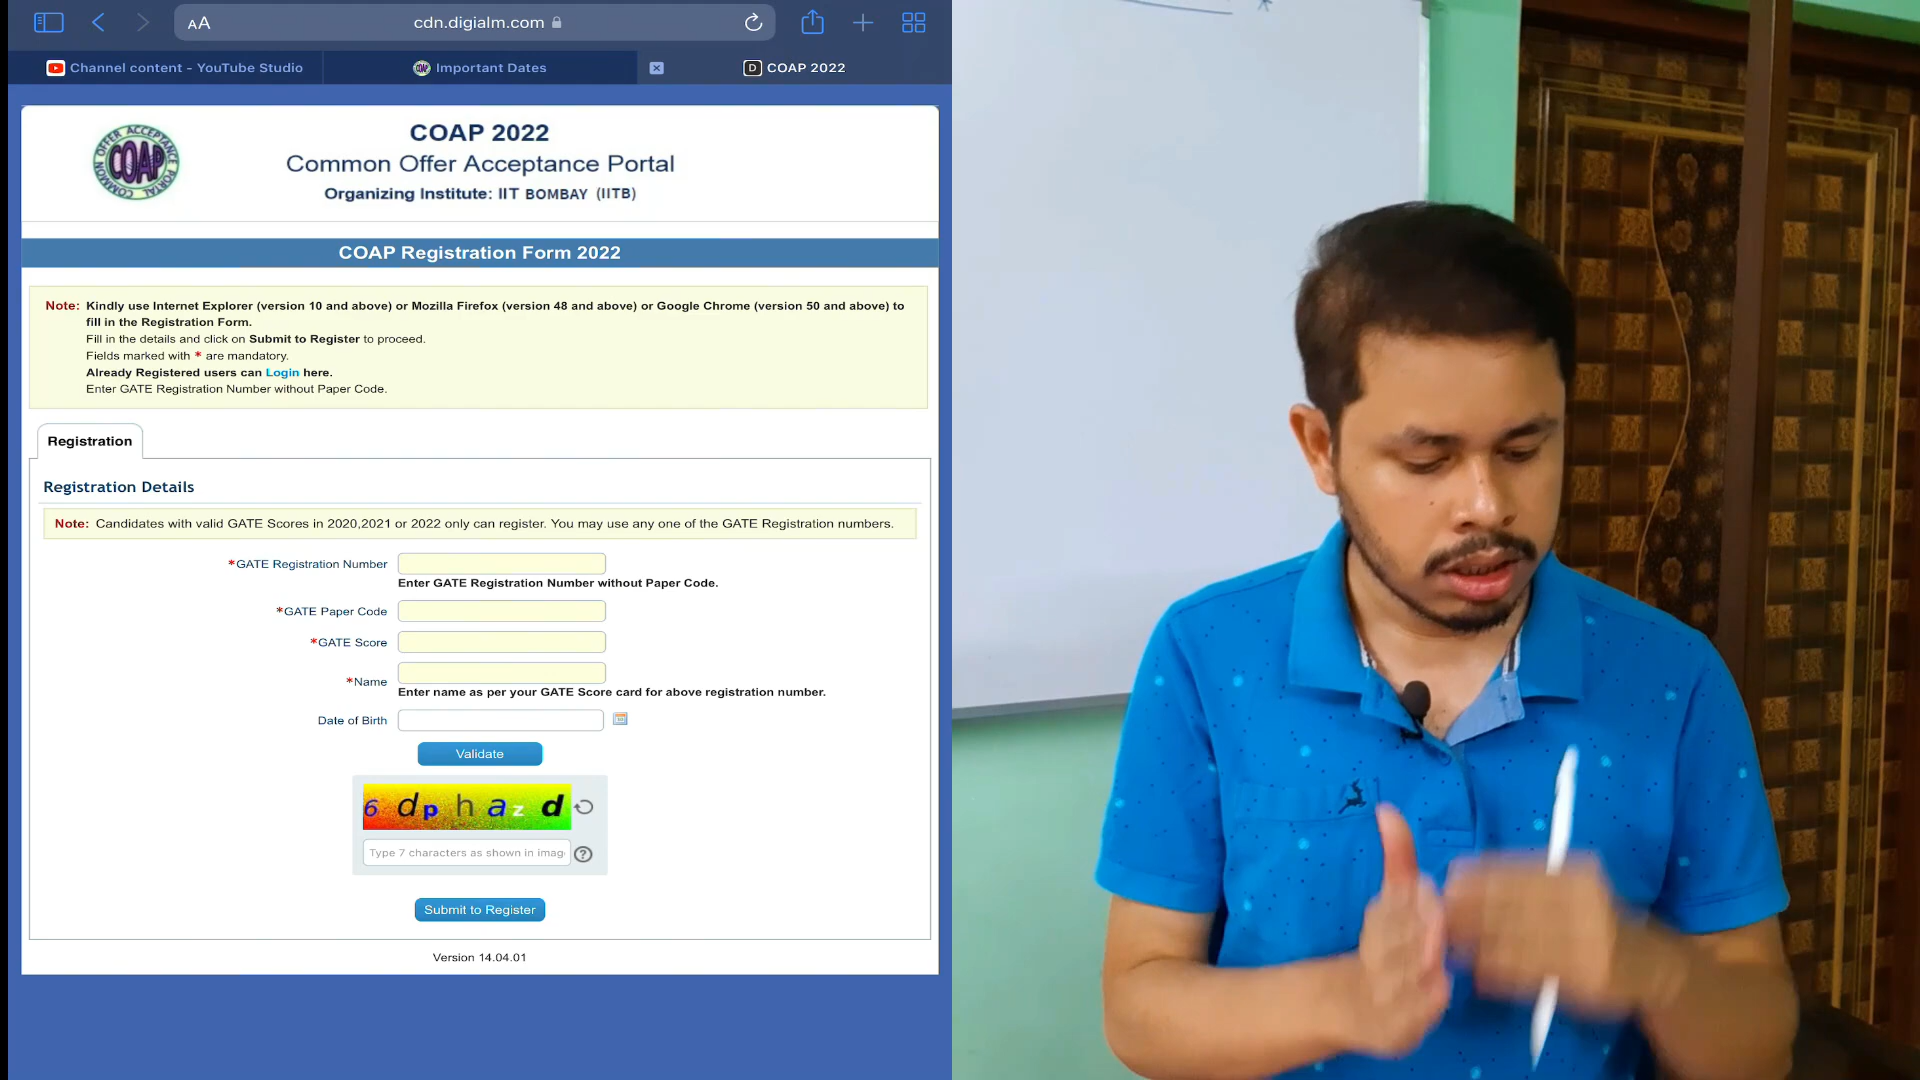 AA
cdn.digialm.com
Channel content - YouTube Studio
Important Dates
D COAP 2022
COMMON OFFER ACCEPTANCE PORTAL
COAP
COAP 2022
Common Offer Acceptance Portal
Organizing Institute: IIT BOMBAY (IITB)
COAP Registration Form 2022
Note: Kindly use Internet Explorer (version 10 and above) or Mozilla Firefox (version 48 and above) or Google Chrome (version 50 and above) to
fill in the Registration Form.
Fill in the details and click on Submit to Register to proceed.
Fields marked with * are mandatory.
Already Registered users can Login here.
Enter GATE Registration Number without Paper Code.
Registration
Registration Details
Note: Candidates with valid GATE Scores in 2020,2021 or 2022 only can register. You may use any one of the GATE Registration numbers.
*GATE Registration Number
Enter GATE Registration Number without Paper Code.
*GATE Paper Code
*GATE Score
*Name
Enter name as per your GATE Score card for above registration number.
Date of Birth
Validate
6 d p h a z d
Type 7 characters as shown in imag
Submit to Register
Version 14.04.01